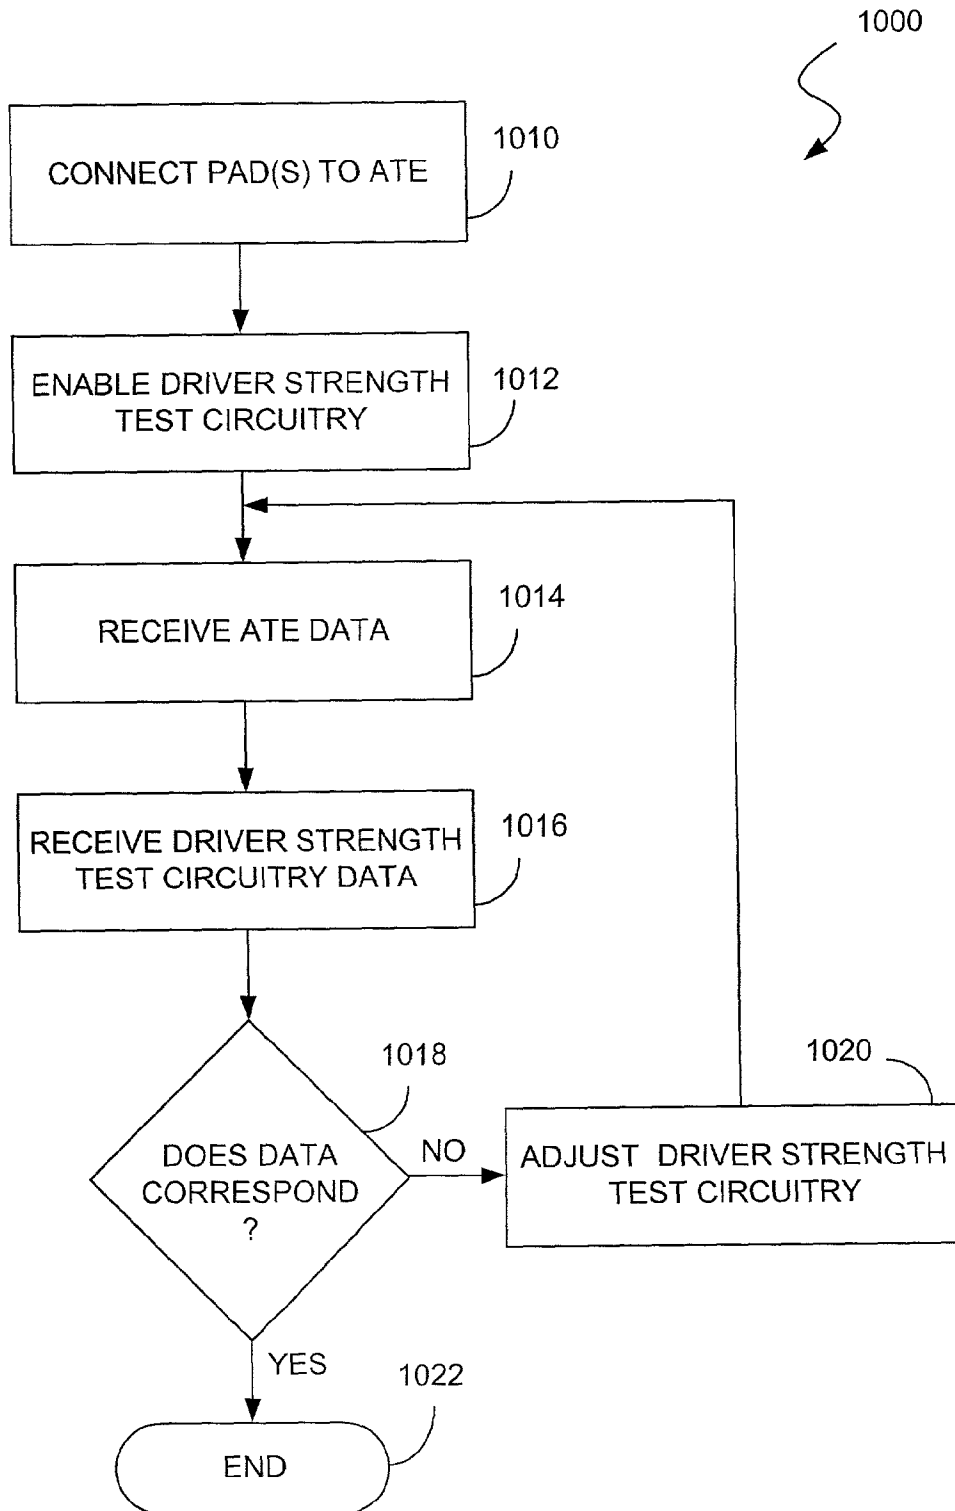 1000
CONNECT PAD(S) TO ATE
1010
ENABLE DRIVER STRENGTH
TEST CIRCUITRY
1012
RECEIVE ATE DATA
1014
RECEIVE DRIVER STRENGTH
TEST CIRCUITRY DATA
1016
DOES DATA
CORRESPOND
?
1018
NO
ADJUST DRIVER STRENGTH
TEST CIRCUITRY
1020
YES
END
1022